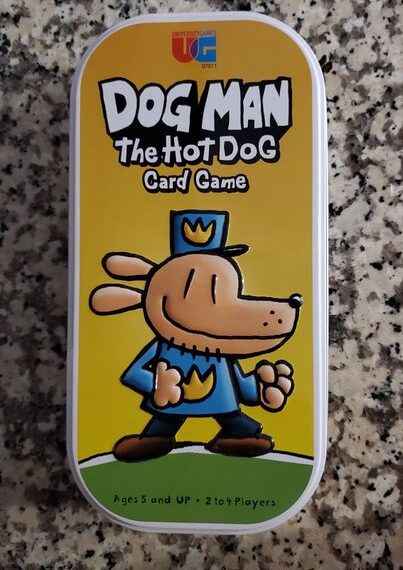 UNIVERSITY GAMES
UG
07011
DOG MAN
The HOT DOG
Card Game
Ages 5 and UP • 2 to 4 Players